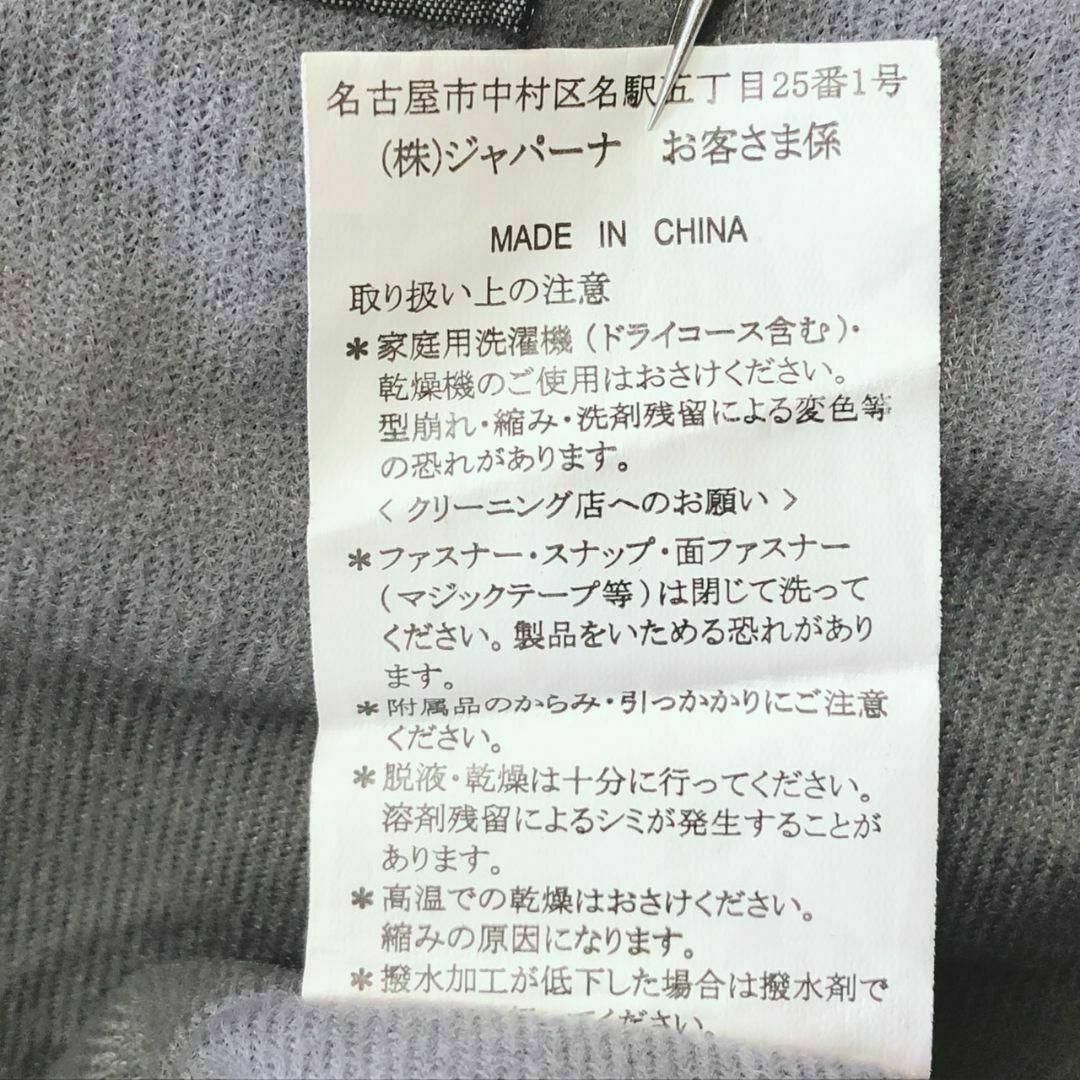 名古屋市中村区名駅五丁目25番1号
(株)ジャパーナ　お客さま係
MADE IN CHINA
取り扱い上の注意
＊家庭用洗濯機(ドライコース含む)・
乾燥機のご使用はおさけください。
型崩れ・縮み・洗剤残留による変色等
の恐れがあります。
＜クリーニング店へのお願い＞
＊ファスナー・スナップ・面ファスナー
(マジックテープ等)は閉じて洗って
ください。製品をいためる恐れがあり
ます。
＊附属品のからみ・引っかかりにご注意
ください。
＊脱液・乾燥は十分に行ってください。
溶剤残留によるシミが発生することが
あります。
＊高温での乾燥はおさけください。
縮みの原因になります。
＊撥水加工が低下した場合は撥水剤で
ください。